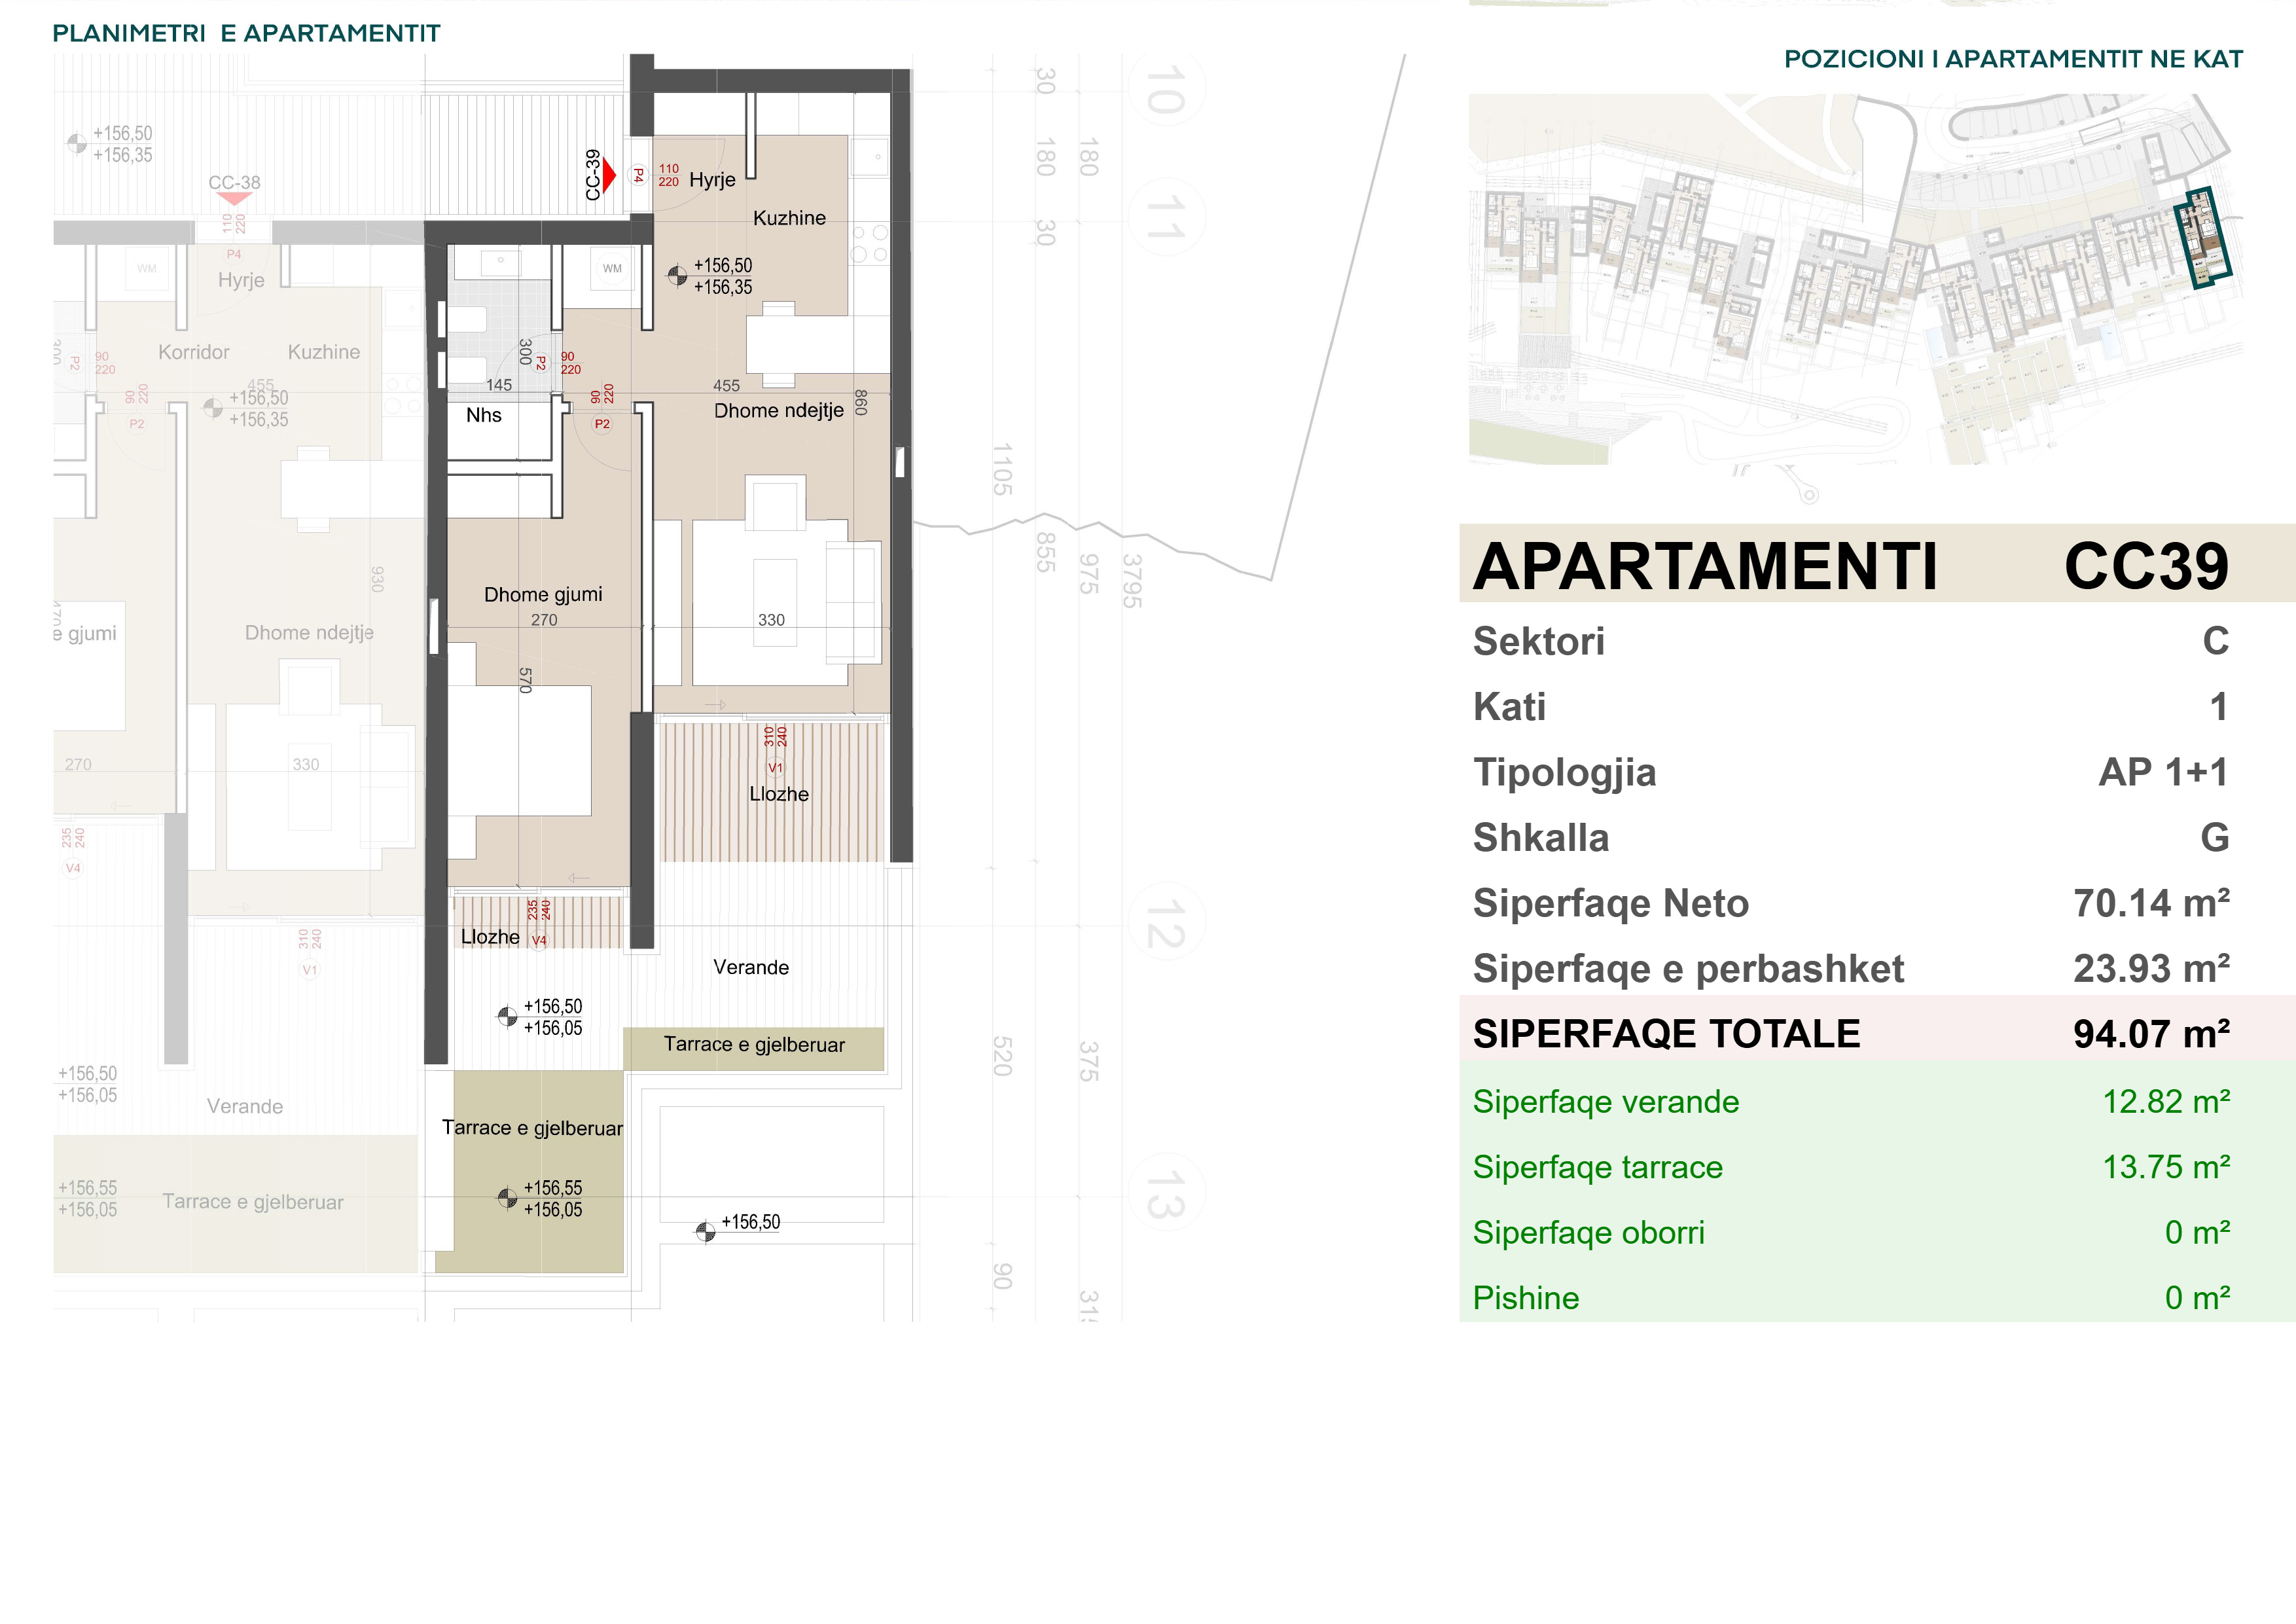 PLANIMETRI E APARTAMENTIT
POZICIONI I APARTAMENTIT NE KAT
+156,50
+156,35
CC-38
110
220
P4
WM
Hyrje
Korridor
Kuzhine
P2
90
220
90
220
P2
455
+156,50
+156,35
930
e gjumi
Dhome ndejtje
270
330
235
240
V4
310
240
V1
+156,50
+156,05
Verande
+156,55
+156,05
Tarrace e gjelberuar
CC-39
P4
110
220
Hyrje
Kuzhine
WM
+156,50
+156,35
300
P2
90
220
145
90
220
455
860
Nhs
P2
Dhome ndejtje
Dhome gjumi
270
330
570
310
240
V1
Llozhe
235
240
Llozhe
V4
Verande
+156,50
+156,05
Tarrace e gjelberuar
Tarrace e gjelberuar
+156,55
+156,05
+156,50
30
180
180
30
1105
855
975
3795
520
375
90
10
11
12
13
APARTAMENTI CC39
Sektori C
Kati 1
Tipologjia AP 1+1
Shkalla G
Siperfaqe Neto 70.14 m²
Siperfaqe e perbashket 23.93 m²
SIPERFAQE TOTALE 94.07 m²
Siperfaqe verande 12.82 m²
Siperfaqe tarrace 13.75 m²
Siperfaqe oborri 0 m²
Pishine 0 m²